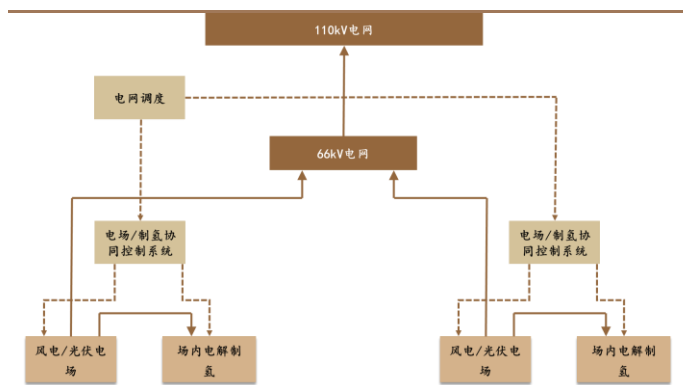 110kV电网
电网调度
66kV电网
电场/制氢协
同控制系统
电场/制氢协
同控制系统
风电/光伏电
场
场内电解制
氢
风电/光伏电
场
场内电解制
氢